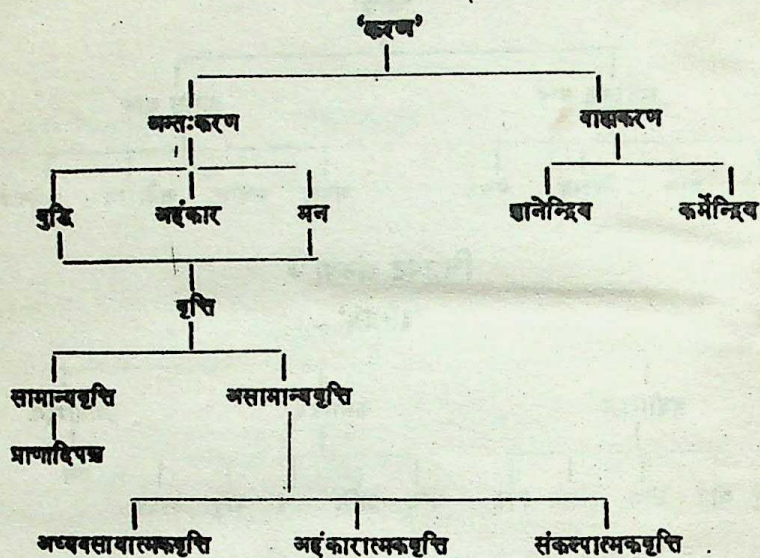 ‘करण’
अन्तःकरण बाह्यकरण
बुद्धि अहंकार मन ज्ञानेन्द्रिय कर्मेन्द्रिय
वृत्ति
सामान्यवृत्ति असामान्यवृत्ति
प्राणादिपञ्च
अध्यवसायात्मकवृत्ति अहंकारात्मकवृत्ति संकल्पात्मकवृत्ति